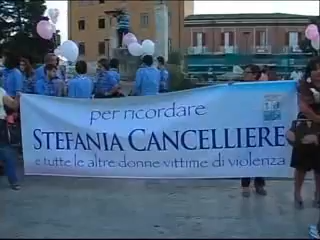 per ricordare
STEFANIA CANCELLIERE
e tutte le altre donne vittime di violenza